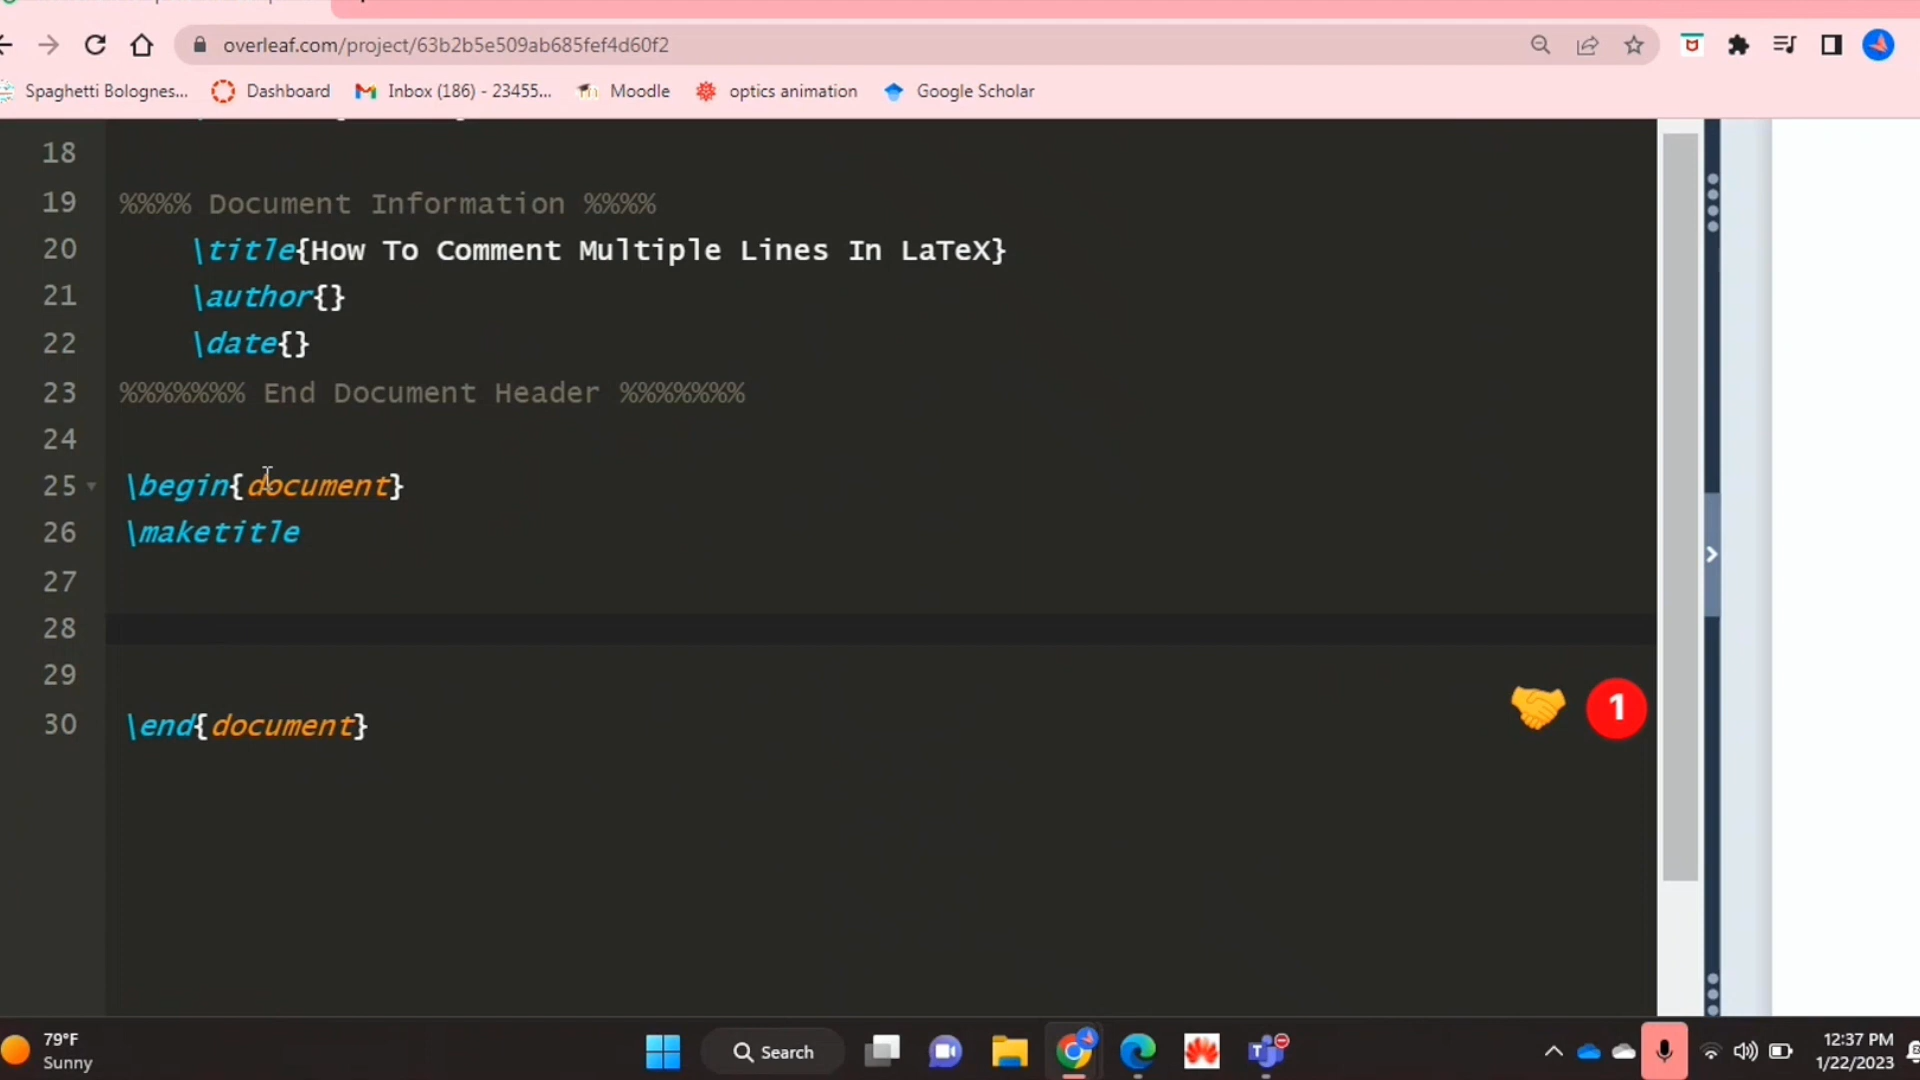 overleaf.com/project/63b2b5e509ab685fef4d60f2
Spaghetti Bolognes... Dashboard Inbox (186) - 23455... Moodle optics animation Google Scholar
18
19 %%%% Document Information %%%%
20 \title{How To Comment Multiple Lines In LaTeX}
21 \author{}
22 \date{}
23 %%%%%%% End Document Header %%%%%%%
24
25 \begin{document}
26 \maketitle
27
28
29
30 \end{document}
1
79°F
Sunny
Search
12:37 PM
1/22/2023